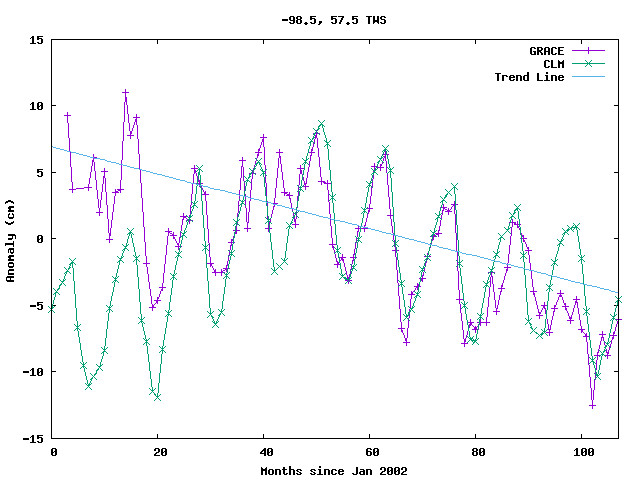 -98.5, 57.5 TWS
GRACE
CLM
Trend Line
15
10
5
0
-5
-10
-15
Anomaly (cm)
0 20 40 60 80 100
Months since Jan 2002